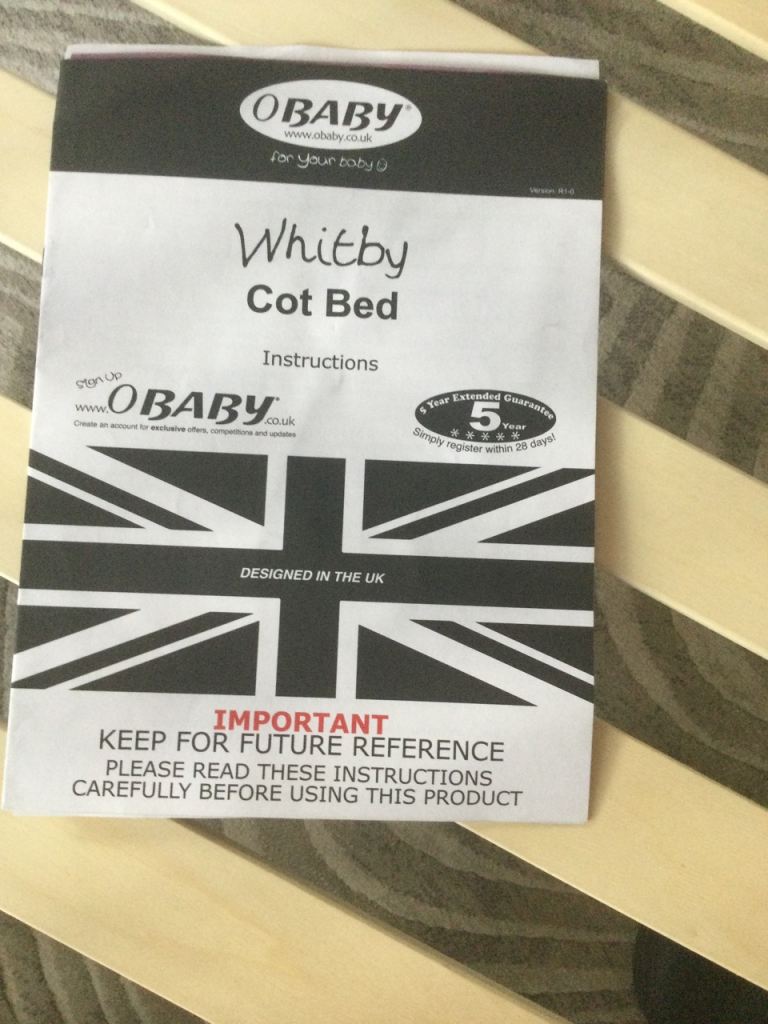 OBABY®
www.obaby.co.uk
for your baby
Version: R1-0
Whitby
Cot Bed
Instructions
Sign Up
www.OBABY®.co.uk
Create an account for exclusive offers, competitions and updates
5 Year Extended Guarantee
5 Year
Simply register within 28 days!
DESIGNED IN THE UK
IMPORTANT
KEEP FOR FUTURE REFERENCE
PLEASE READ THESE INSTRUCTIONS
CAREFULLY BEFORE USING THIS PRODUCT